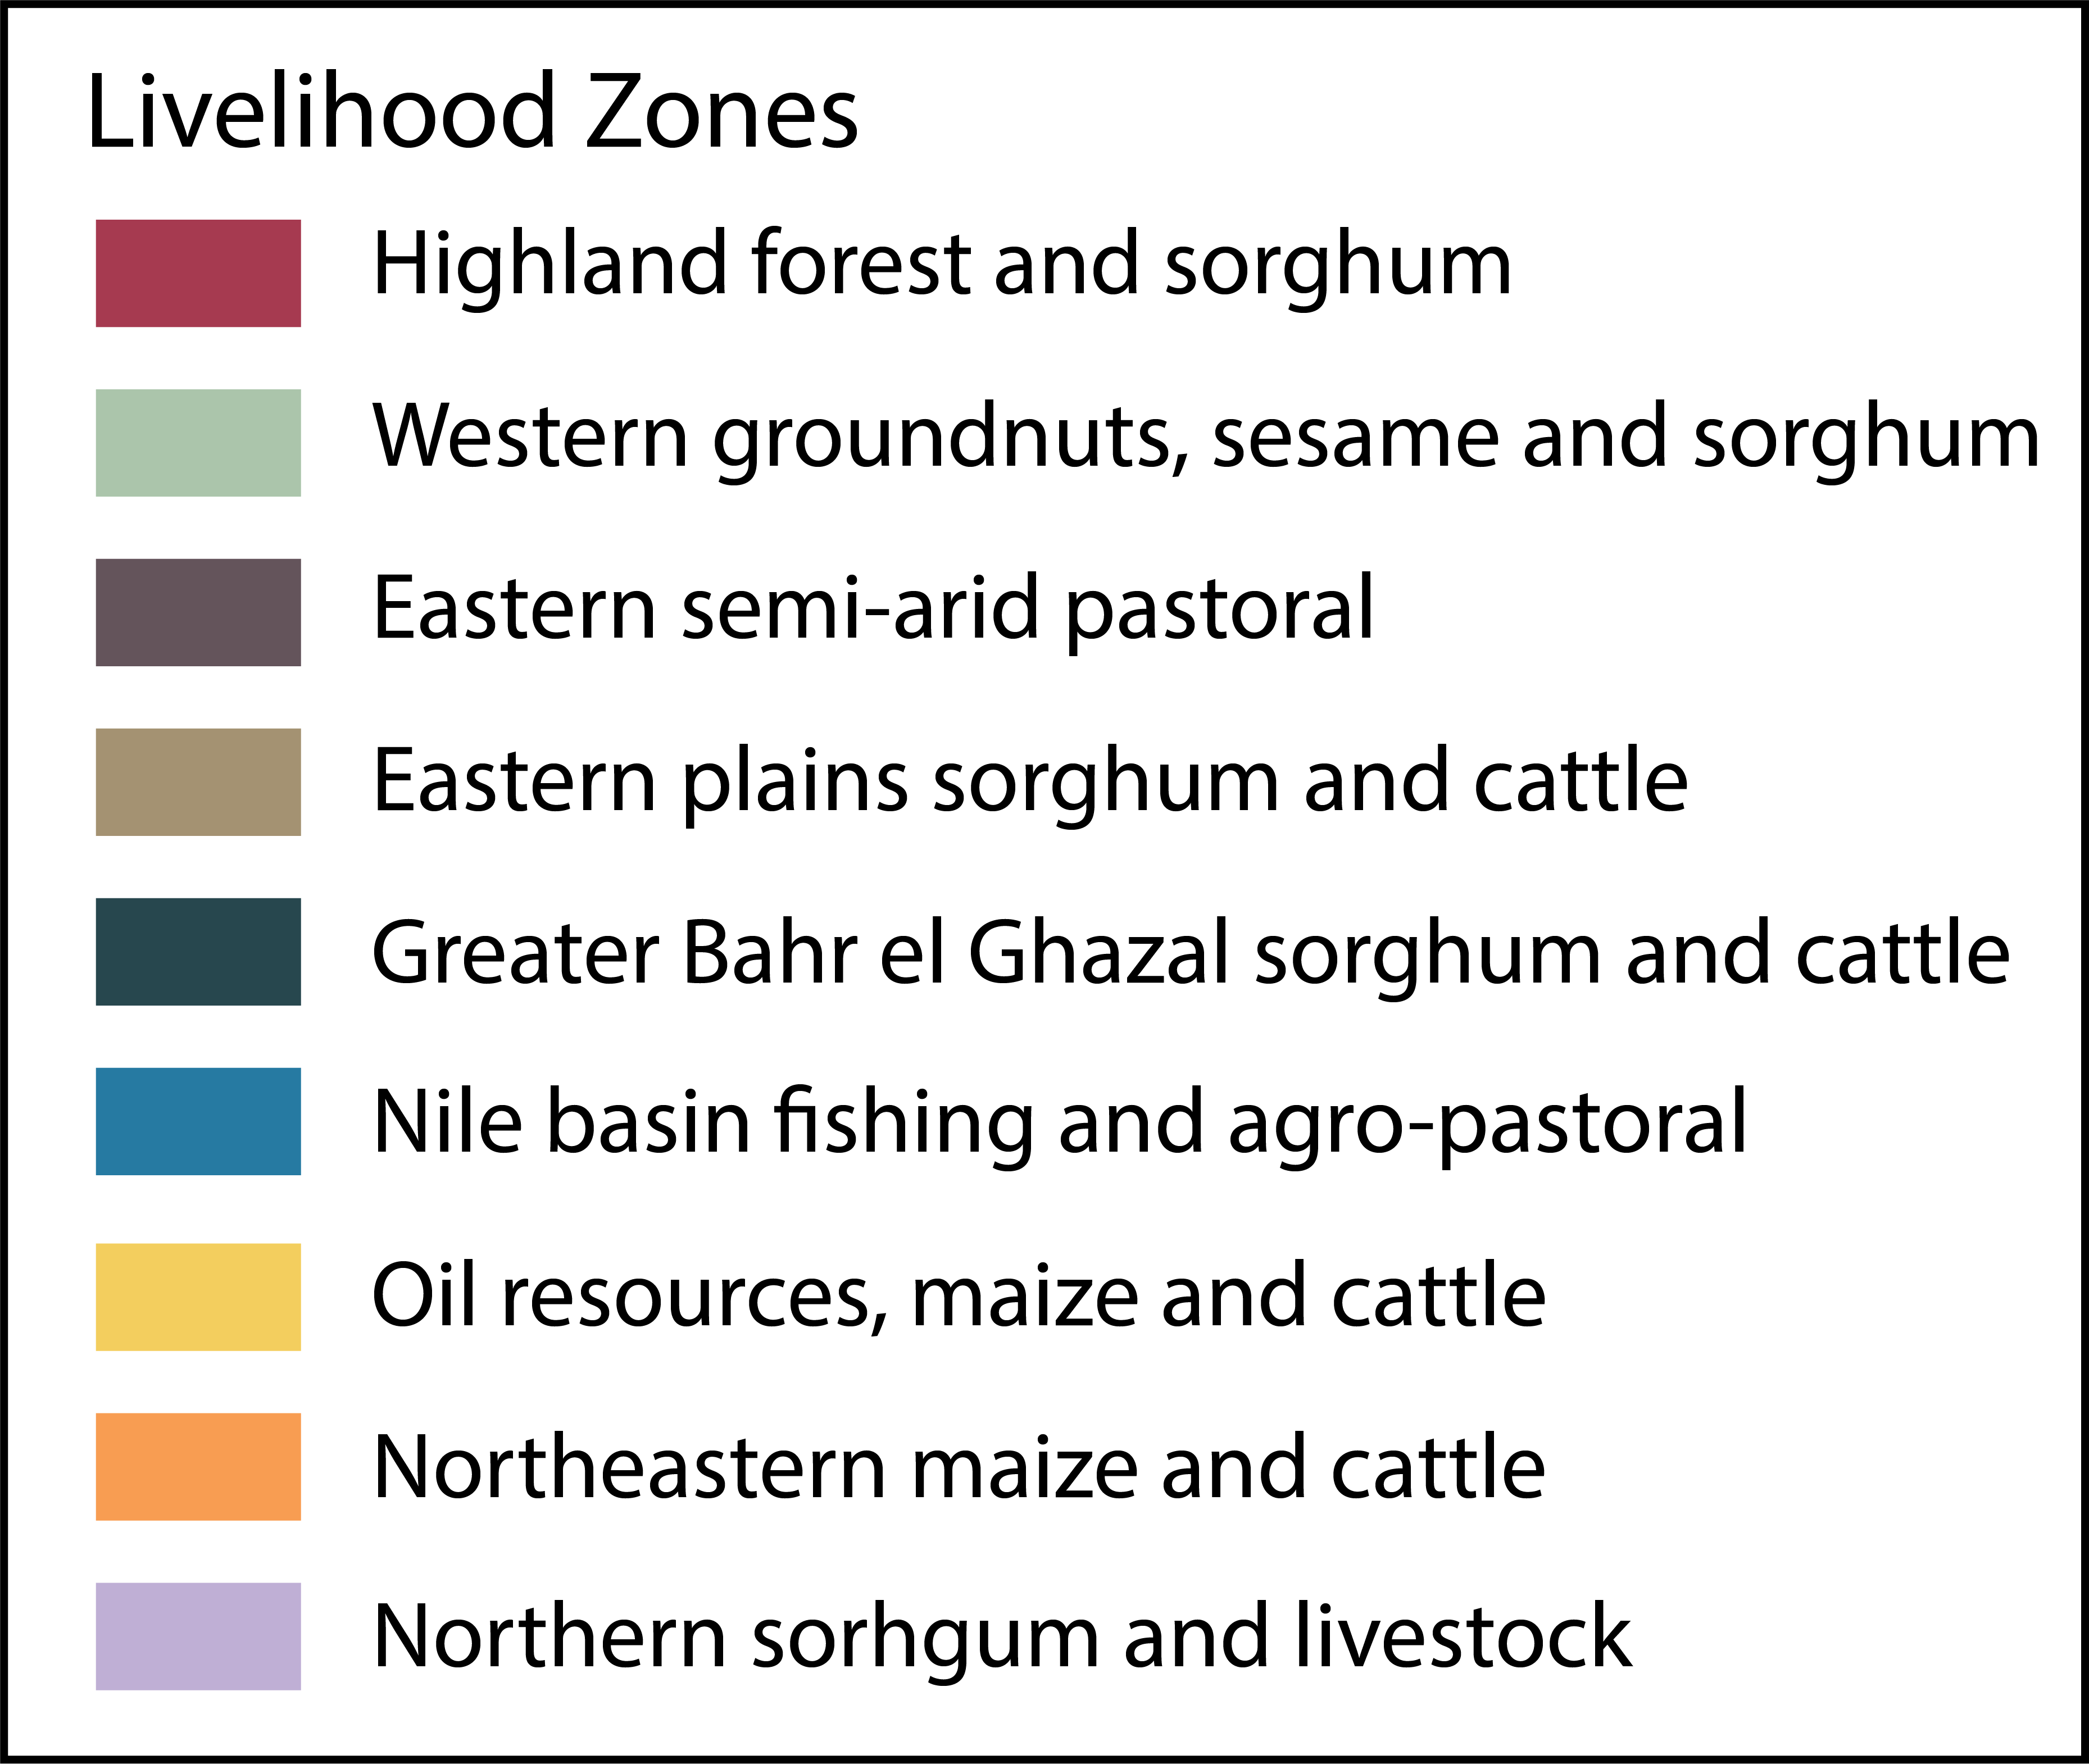 Livelihood Zones
Highland forest and sorghum
Western groundnuts, sesame and sorghum
Eastern semi-arid pastoral
Eastern plains sorghum and cattle
Greater Bahr el Ghazal sorghum and cattle
Nile basin fishing and agro-pastoral
Oil resources, maize and cattle
Northeastern maize and cattle
Northern sorhgum and livestock